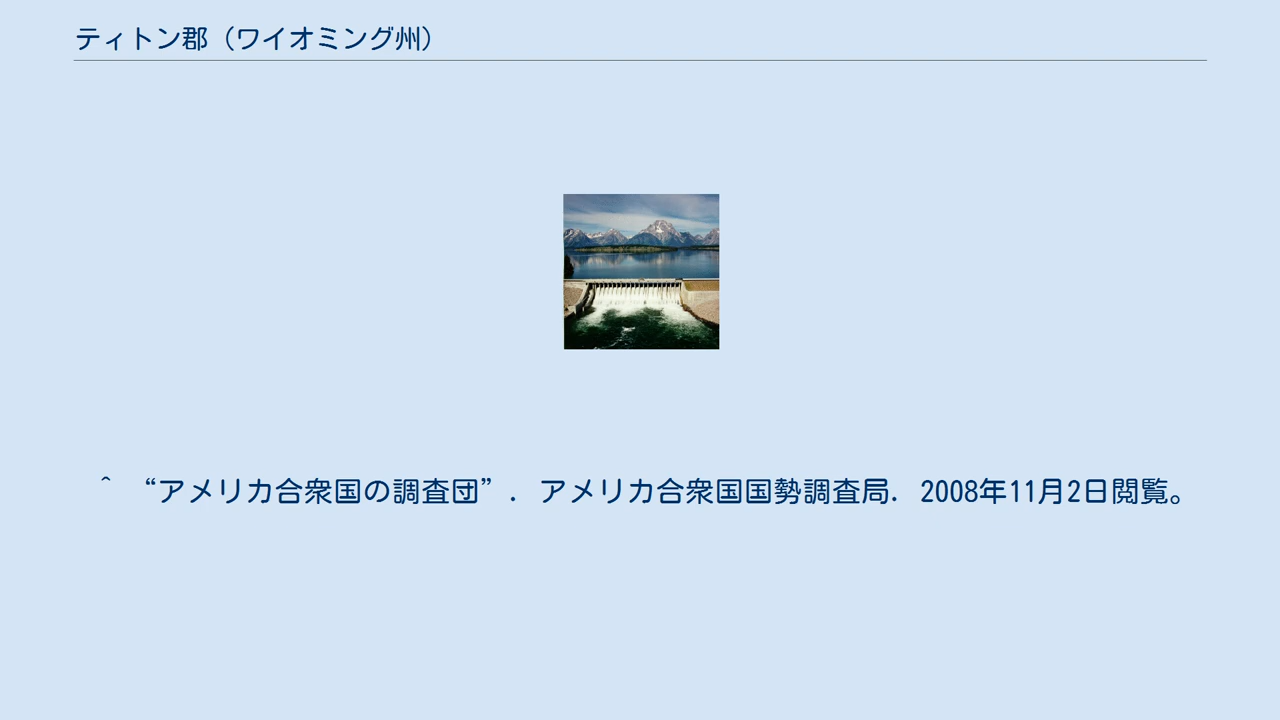 ティトン郡（ワイオミング州）
^ “アメリカ合衆国の調査団”. アメリカ合衆国国勢調査局. 2008年11月2日閲覧。